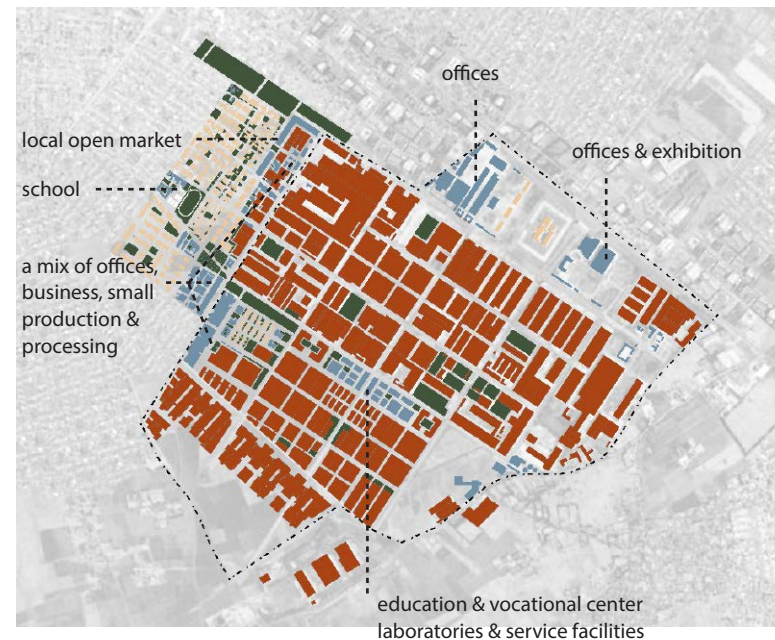 offices
local open market
offices & exhibition
school
a mix of offices,
business, small
production &
processing
education & vocational center
laboratories & service facilities